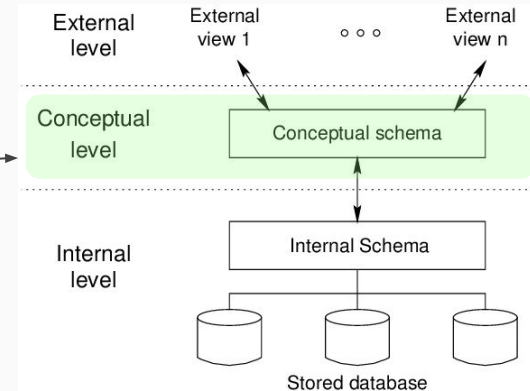 External
level
External
view 1
External
view n
Conceptual
level
Conceptual schema
Internal
level
Internal Schema
Stored database